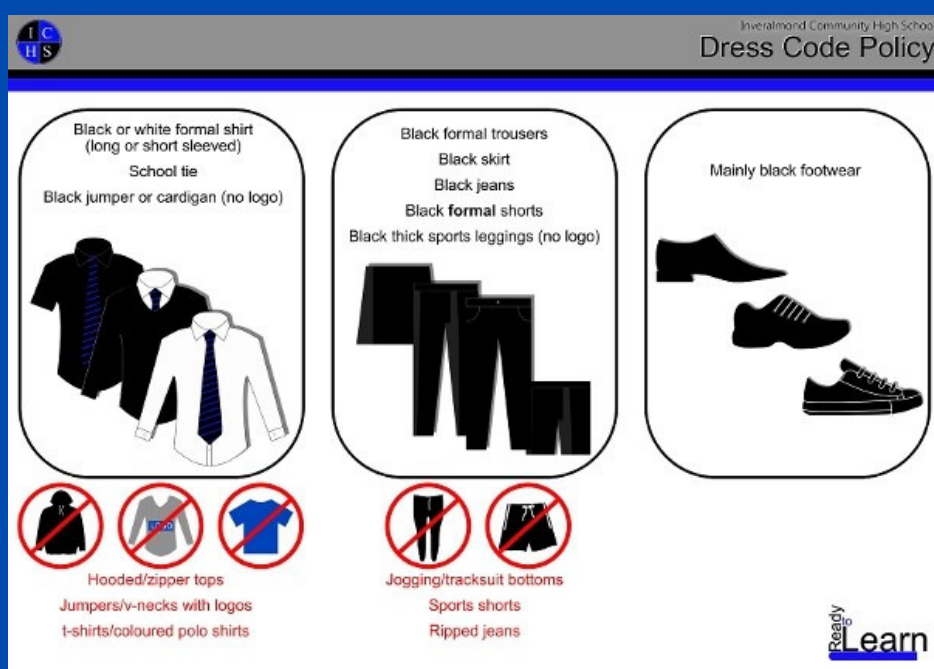 I C
H S
Inveralmond Community High School
Dress Code Policy
Black or white formal shirt
(long or short sleeved)
School tie
Black jumper or cardigan (no logo)
Black formal trousers
Black skirt
Black jeans
Black formal shorts
Black thick sports leggings (no logo)
Mainly black footwear
LOGO
Hooded/zipper tops
Jumpers/v-necks with logos
t-shirts/coloured polo shirts
Jogging/tracksuit bottoms
Sports shorts
Ripped jeans
Ready
to
Learn